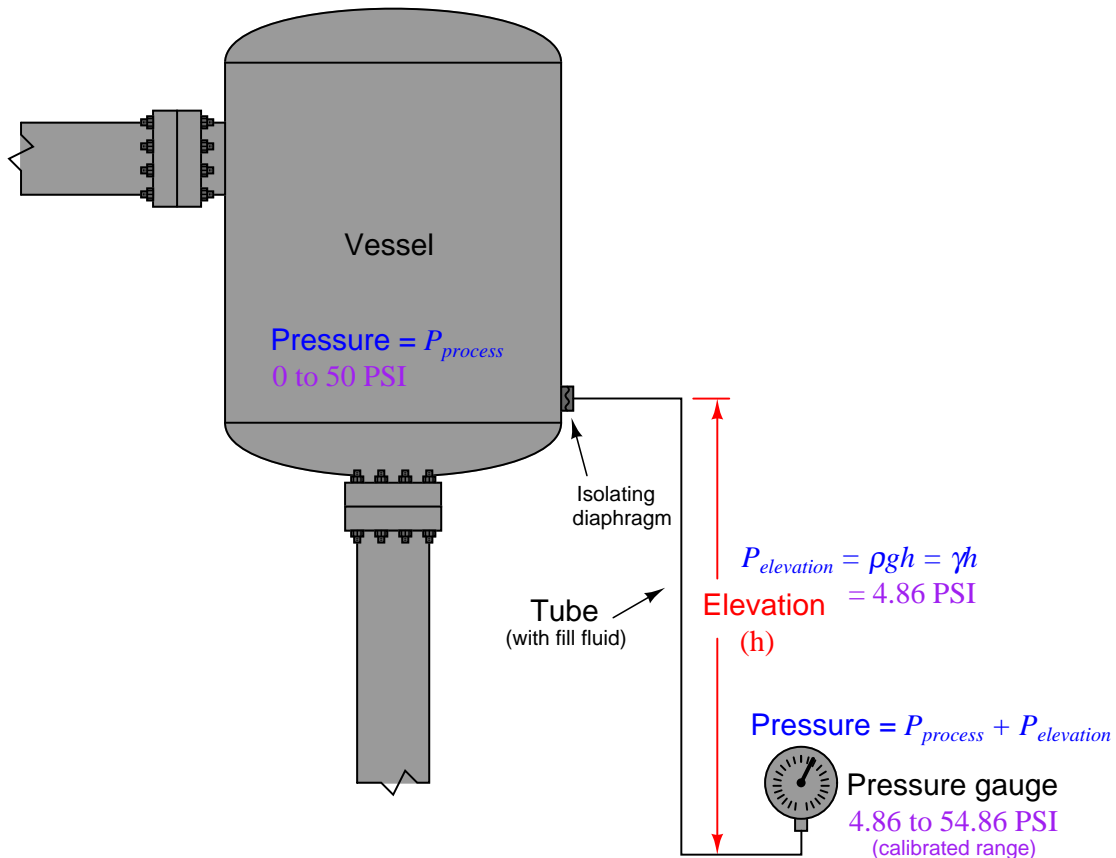 Vessel
Pressure = P_process
0 to 50 PSI
Isolating
diaphragm
P_elevation = ρgh = γh
= 4.86 PSI
Tube
(with fill fluid)
Elevation
(h)
Pressure = P_process + P_elevation
Pressure gauge
4.86 to 54.86 PSI
(calibrated range)